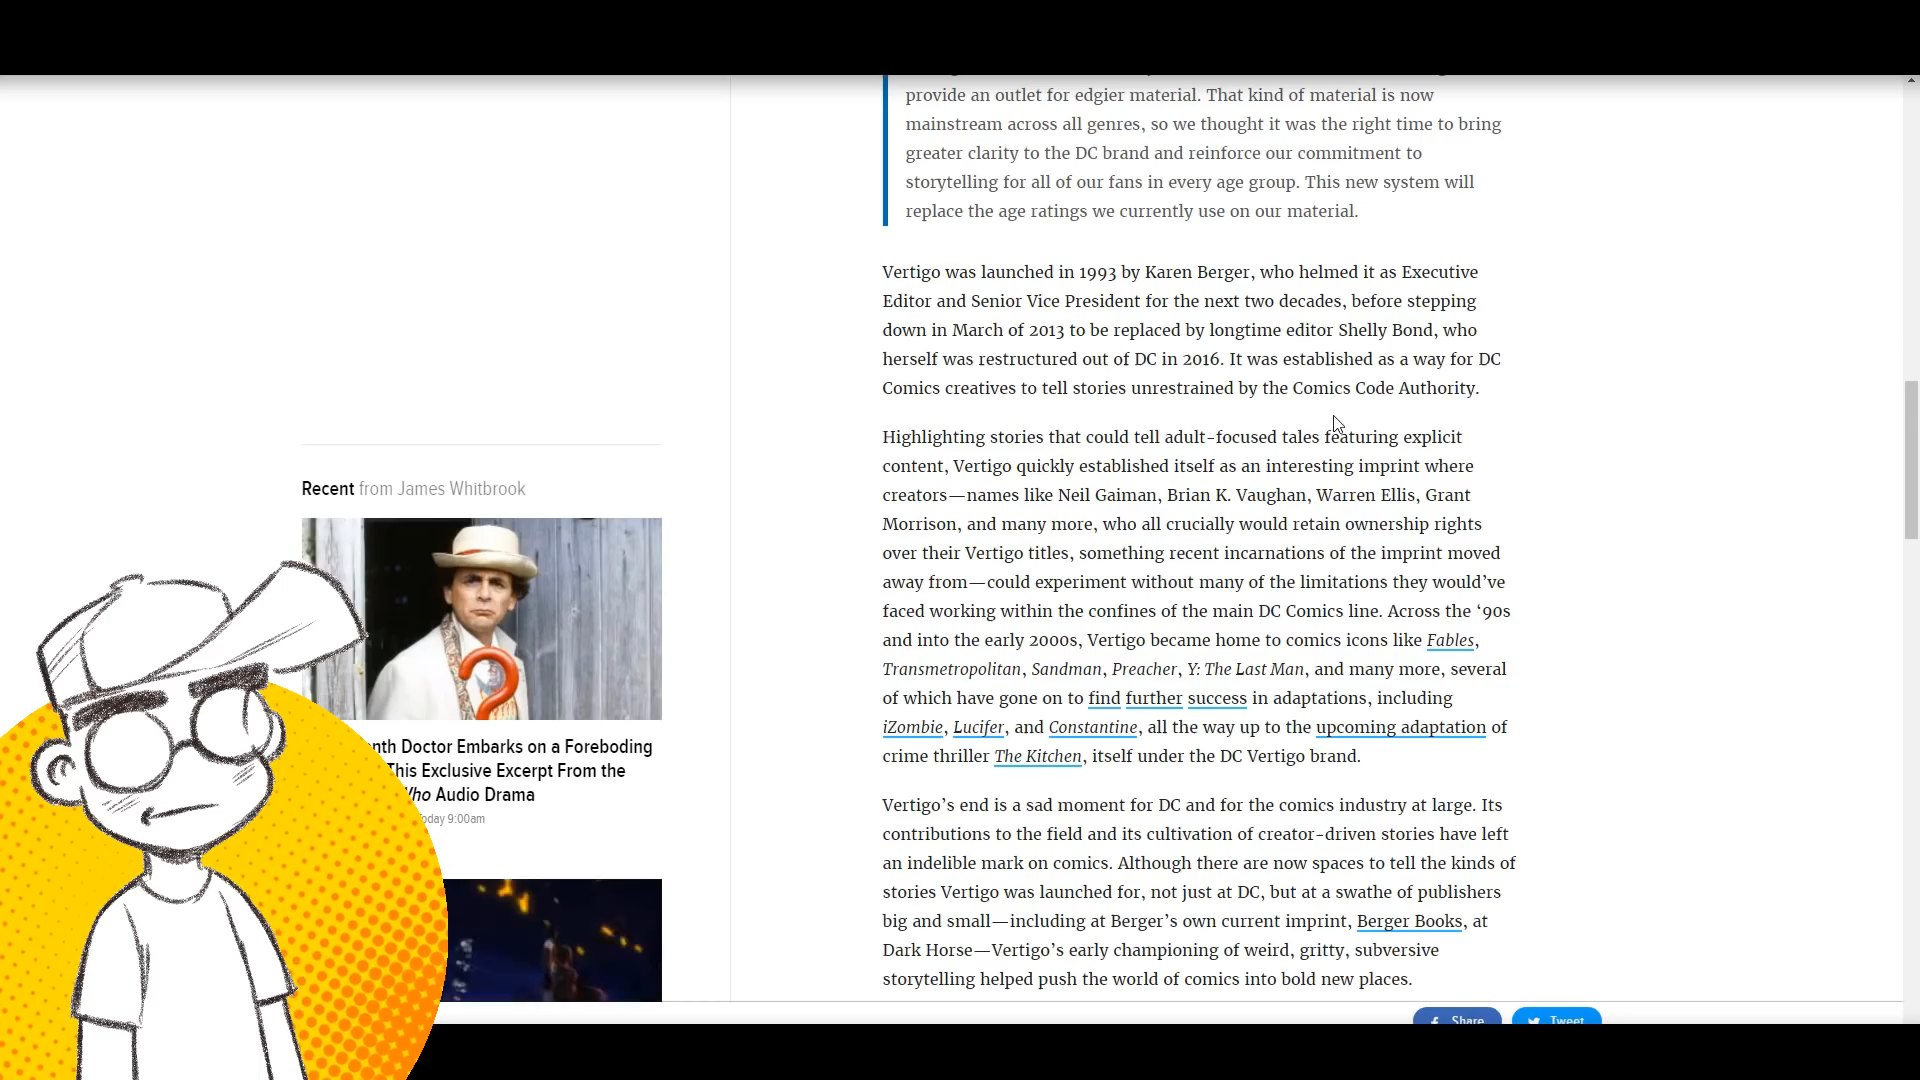 provide an outlet for edgier material. That kind of material is now
mainstream across all genres, so we thought it was the right time to bring
greater clarity to the DC brand and reinforce our commitment to
storytelling for all of our fans in every age group. This new system will
replace the age ratings we currently use on our material.
Vertigo was launched in 1993 by Karen Berger, who helmed it as Executive
Editor and Senior Vice President for the next two decades, before stepping
down in March of 2013 to be replaced by longtime editor Shelly Bond, who
herself was restructured out of DC in 2016. It was established as a way for DC
Comics creatives to tell stories unrestrained by the Comics Code Authority.
Highlighting stories that could tell adult-focused tales featuring explicit
content, Vertigo quickly established itself as an interesting imprint where
creators—names like Neil Gaiman, Brian K. Vaughan, Warren Ellis, Grant
Morrison, and many more, who all crucially would retain ownership rights
over their Vertigo titles, something recent incarnations of the imprint moved
away from—could experiment without many of the limitations they would’ve
faced working within the confines of the main DC Comics line. Across the ‘90s
and into the early 2000s, Vertigo became home to comics icons like Fables,
Transmetropolitan, Sandman, Preacher, Y: The Last Man, and many more, several
of which have gone on to find further success in adaptations, including
iZombie, Lucifer, and Constantine, all the way up to the upcoming adaptation of
crime thriller The Kitchen, itself under the DC Vertigo brand.
Vertigo’s end is a sad moment for DC and for the comics industry at large. Its
contributions to the field and its cultivation of creator-driven stories have left
an indelible mark on comics. Although there are now spaces to tell the kinds of
stories Vertigo was launched for, not just at DC, but at a swathe of publishers
big and small—including at Berger’s own current imprint, Berger Books, at
Dark Horse—Vertigo’s early championing of weird, gritty, subversive
storytelling helped push the world of comics into bold new places.
Recent from James Whitbrook
Doctor Embarks on a Foreboding
This Exclusive Excerpt From the
Who Audio Drama
Today 9:00am
Share
Tweet